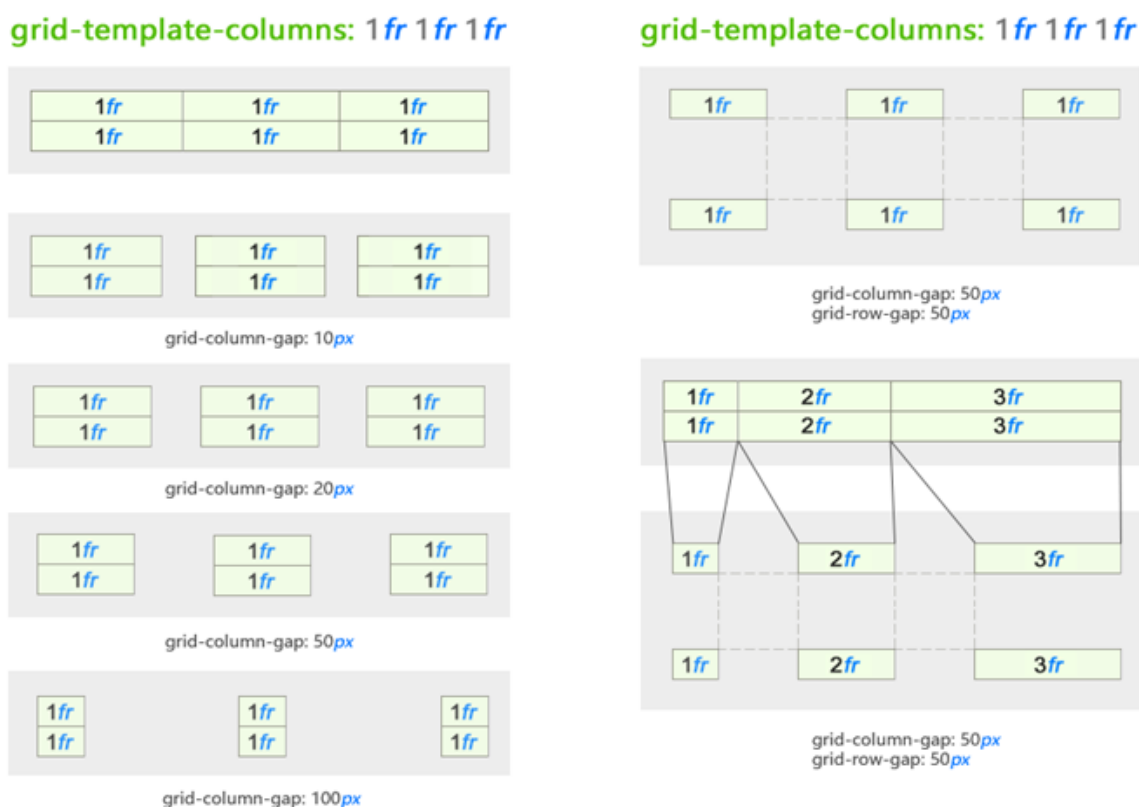 grid-template-columns: 1fr 1fr 1fr
1fr 1fr 1fr
1fr 1fr 1fr
1fr 1fr 1fr
1fr 1fr 1fr
grid-column-gap: 10px
1fr 1fr 1fr
1fr 1fr 1fr
grid-column-gap: 20px
1fr 1fr 1fr
1fr 1fr 1fr
grid-column-gap: 50px
1fr 1fr 1fr
1fr 1fr 1fr
grid-column-gap: 100px
grid-template-columns: 1fr 1fr 1fr
1fr 1fr 1fr
1fr 1fr 1fr
grid-column-gap: 50px
grid-row-gap: 50px
1fr 2fr 3fr
1fr 2fr 3fr
1fr 2fr 3fr
1fr 2fr 3fr
grid-column-gap: 50px
grid-row-gap: 50px